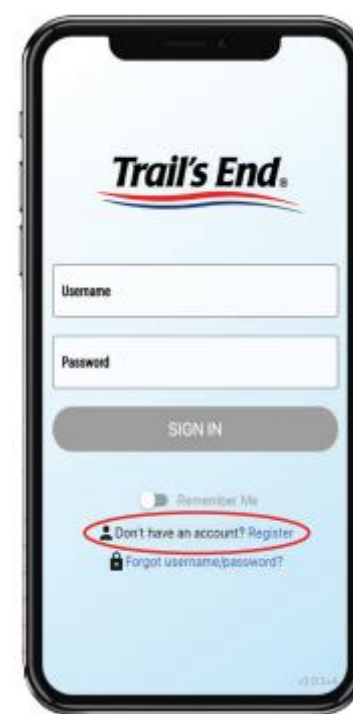 Trail's End®
Username
Password
SIGN IN
Remember Me
Don't have an account? Register
Forgot username/password?